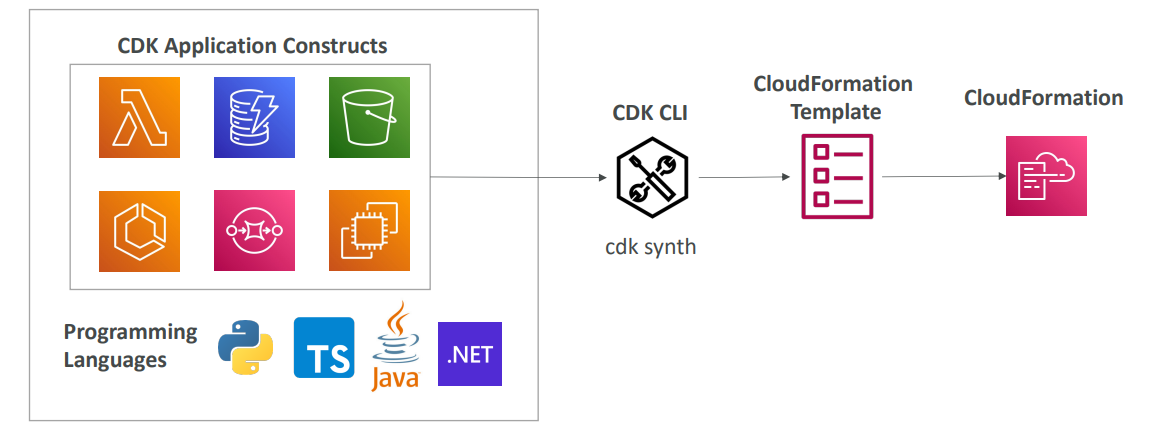 CDK Application Constructs
Programming
Languages
TS
Java
.NET
CDK CLI
cdk synth
CloudFormation
Template
CloudFormation